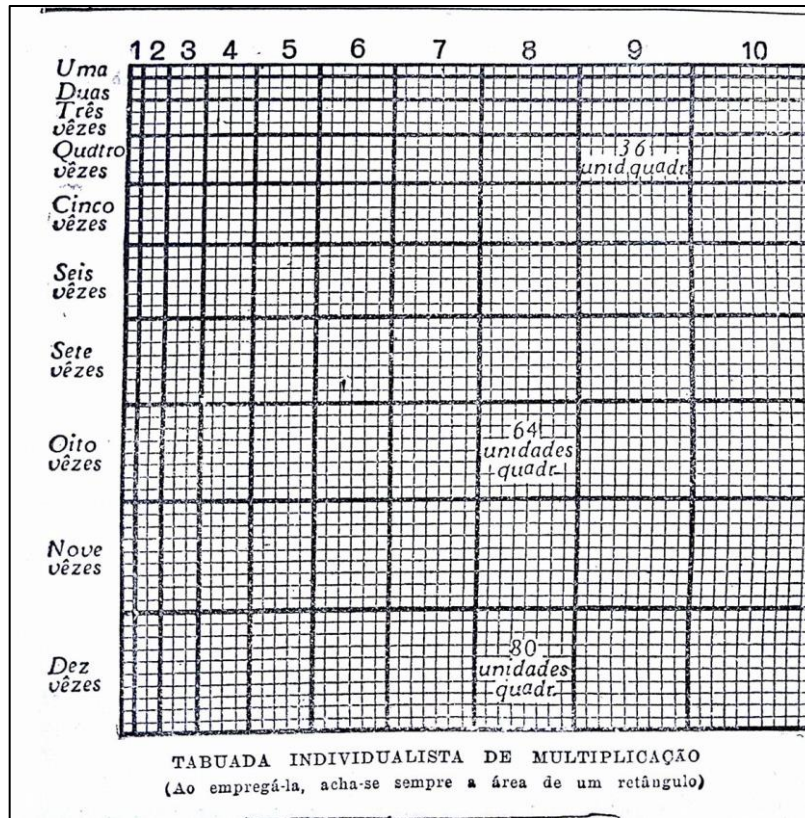 1 2 3 4 5 6 7 8 9 10
Uma
Duas
Três
vêzes
Quatro
vêzes
36
unid.quadr.
Cinco
vêzes
Seis
vêzes
Sete
vêzes
Oito
vêzes
64
unidades
quadr.
Nove
vêzes
Dez
vêzes
80
unidades
quadr.
TABUADA INDIVIDUALISTA DE MULTIPLICAÇÃO
(Ao empregá-la, acha-se sempre a área de um retângulo)